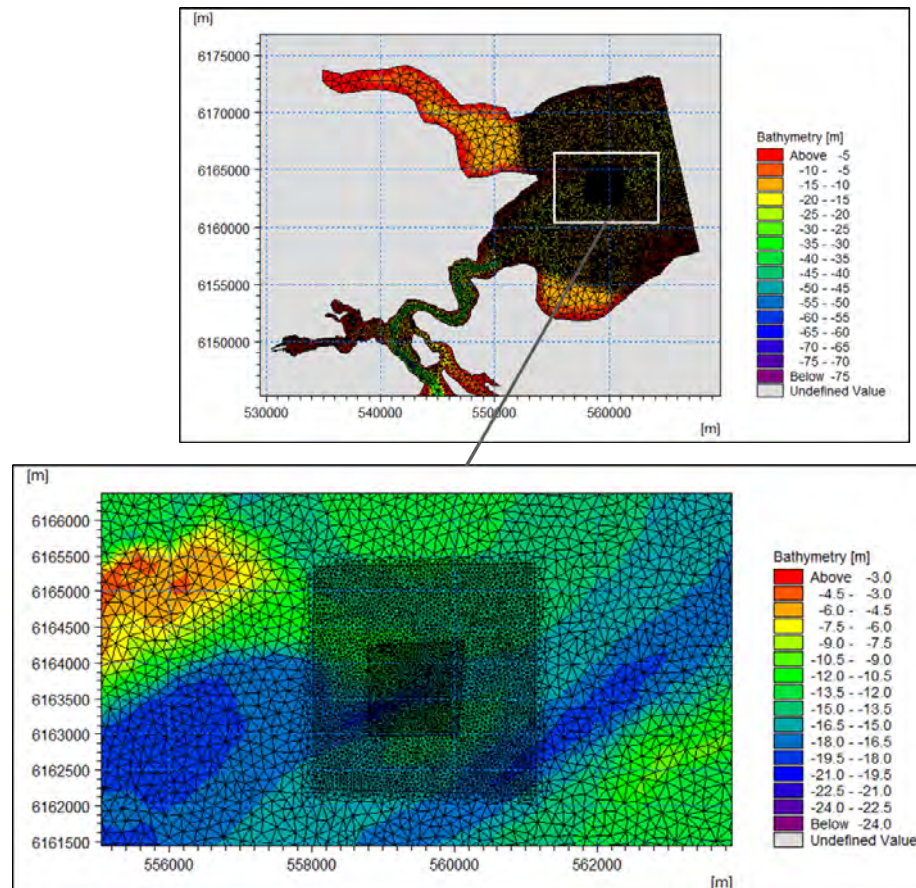 [m]
6175000
6170000
6165000
6160000
6155000
6150000
530000 540000 550000 560000
[m]
Bathymetry [m]
Above -5
-10 - -5
-15 - -10
-20 - -15
-25 - -20
-30 - -25
-35 - -30
-40 - -35
-45 - -40
-50 - -45
-55 - -50
-60 - -55
-65 - -60
-70 - -65
-75 - -70
Below -75
Undefined Value
[m]
6166000
6165500
6165000
6164500
6164000
6163500
6163000
6162500
6162000
6161500
556000 558000 560000 562000
[m]
Bathymetry [m]
Above -3.0
-4.5 - -3.0
-6.0 - -4.5
-7.5 - -6.0
-9.0 - -7.5
-10.5 - -9.0
-12.0 - -10.5
-13.5 - -12.0
-15.0 - -13.5
-16.5 - -15.0
-18.0 - -16.5
-19.5 - -18.0
-21.0 - -19.5
-22.5 - -21.0
-24.0 - -22.5
Below -24.0
Undefined Value